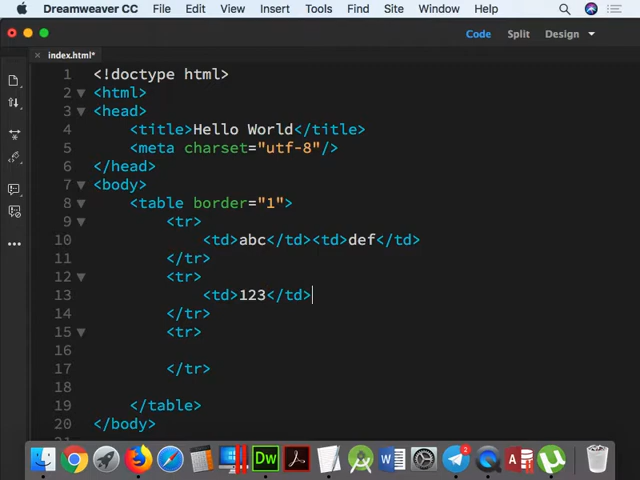 Dreamweaver CC File Edit View Insert Tools Find Site Window Help
Code Split Design
index.html*
1 <!doctype html>
2 <html>
3 <head>
4 <title>Hello World</title>
5 <meta charset="utf-8"/>
6 </head>
7 <body>
8 <table border="1">
9 <tr>
10 <td>abc</td><td>def</td>
11 </tr>
12 <tr>
13 <td>123</td>
14 </tr>
15 <tr>
16
17 </tr>
18
19 </table>
20 </body>
Dw W A 2